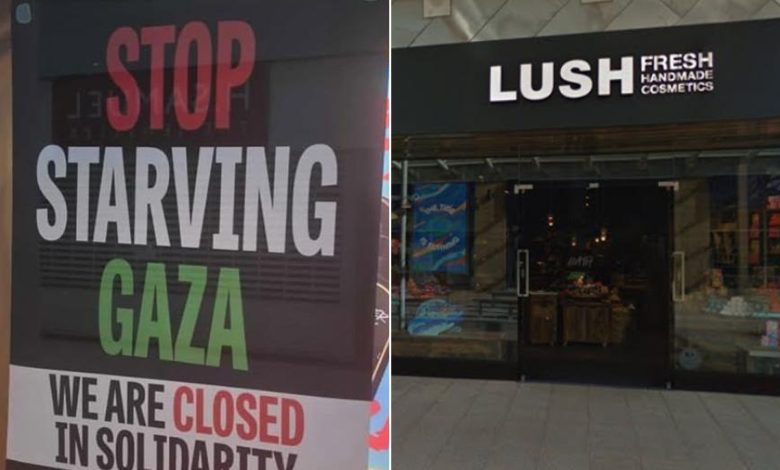 STOP
STARVING
GAZA
WE ARE CLOSED
IN SOLIDARITY
LUSH
FRESH
HANDMADE
COSMETICS